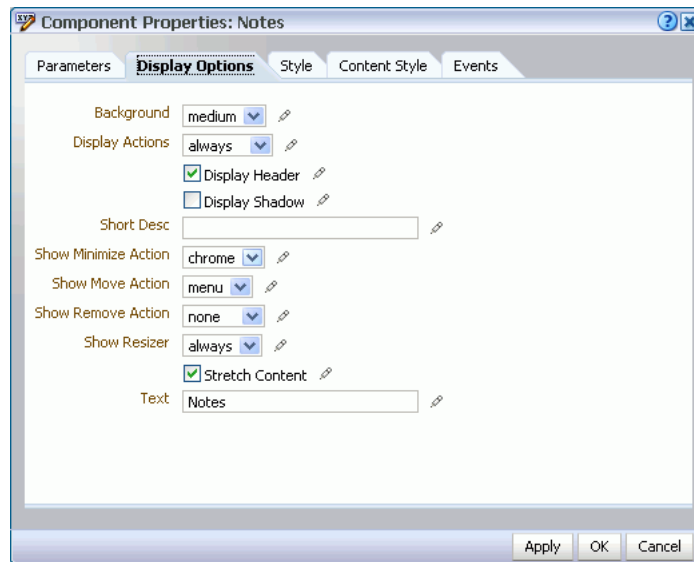 Component Properties: Notes
Parameters Display Options Style Content Style Events
Background medium
Display Actions always
Display Header
Display Shadow
Short Desc
Show Minimize Action chrome
Show Move Action menu
Show Remove Action none
Show Resizer always
Stretch Content
Text Notes
Apply OK Cancel